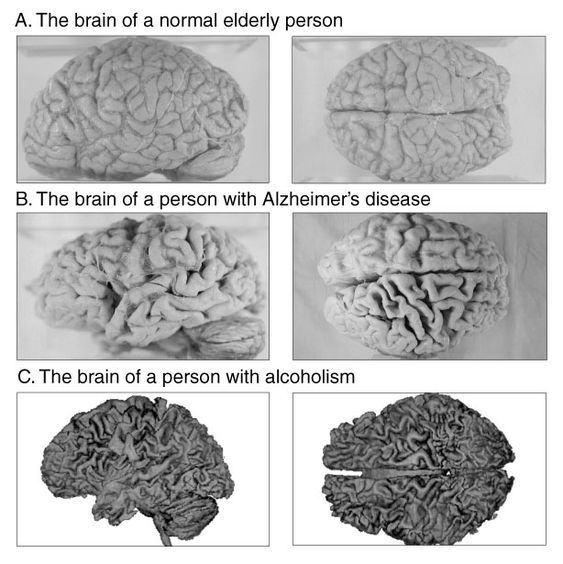 A. The brain of a normal elderly person
B. The brain of a person with Alzheimer's disease
C. The brain of a person with alcoholism